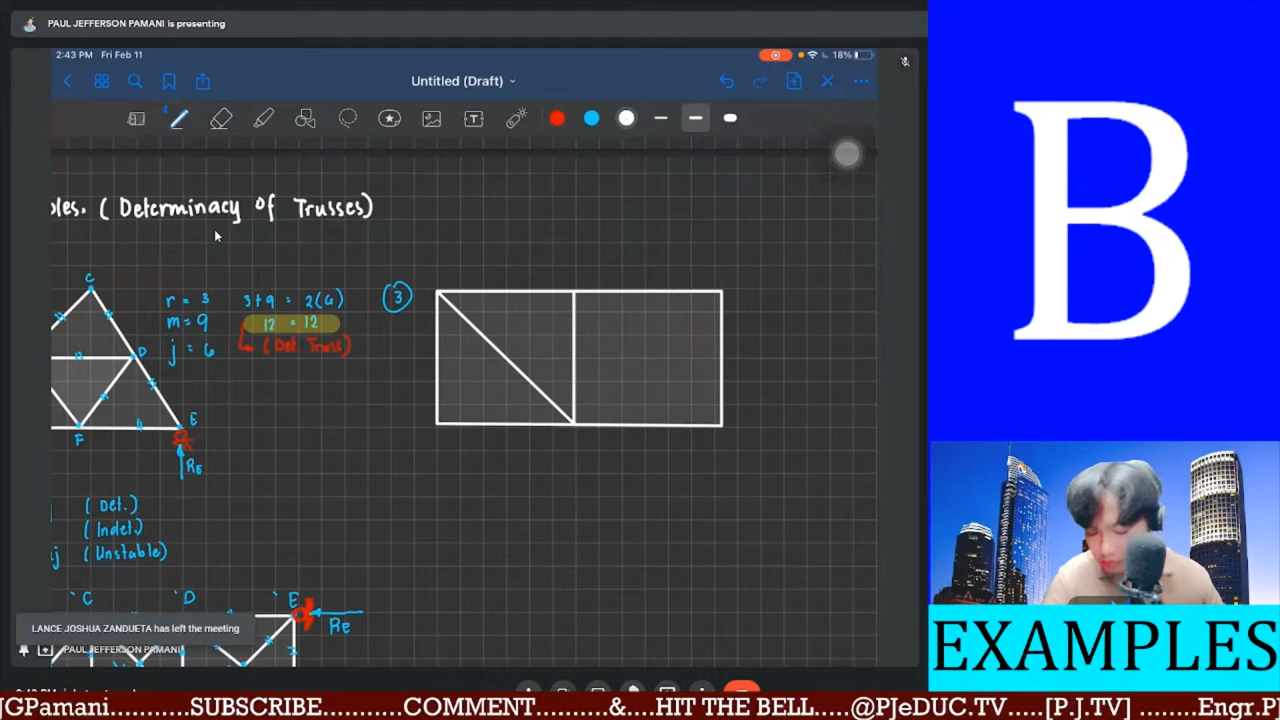 PAUL JEFFERSON PAMANI is presenting
2:43 PM Fri Feb 11
18%
Untitled (Draft)
T
ples. (Determinacy of Trusses)
C
r = 3
3+9 = 2(6)
3
m = 9
12 = 12
j = 6
(Det. Truss)
D
E
F
RE
(Det.)
(Indet.)
j (Unstable)
C
D
E
RE
LANCE JOSHUA ZANDUETA has left the meeting
PAUL JEFFERSON PAMANI
B
EXAMPLES
JGPamani..........SUBSCRIBE..............COMMENT..........&....HIT THE BELL.....@PJeDUC.TV....[P.J.TV]........Engr.P